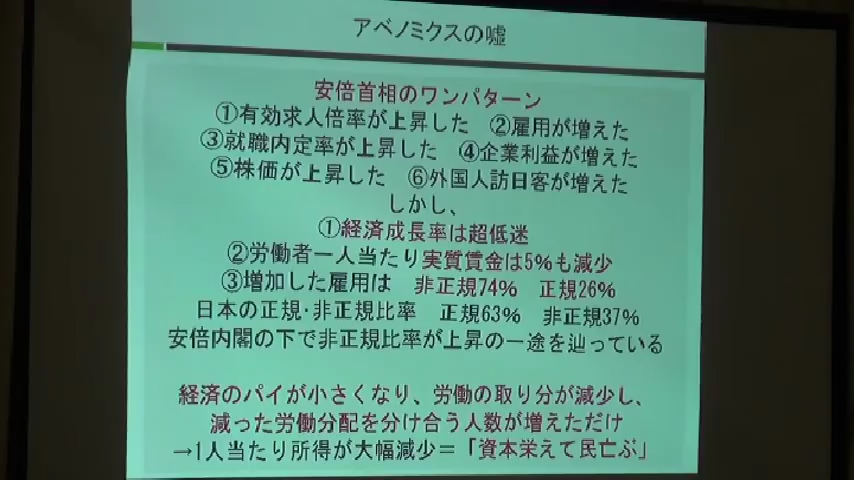 アベノミクスの嘘
安倍首相のワンパターン
①有効求人倍率が上昇した ②雇用が増えた
③就職内定率が上昇した ④企業利益が増えた
⑤株価が上昇した ⑥外国人訪日客が増えた
しかし、
①経済成長率は超低迷
②労働者一人当たり実質賃金は5%も減少
③増加した雇用は 非正規74% 正規26%
日本の正規・非正規比率 正規63% 非正規37%
安倍内閣の下で非正規比率が上昇の一途を辿っている
経済のパイが小さくなり、労働の取り分が減少し、
減った労働分配を分け合う人数が増えただけ
→1人当たり所得が大幅減少＝「資本栄えて民亡ぶ」